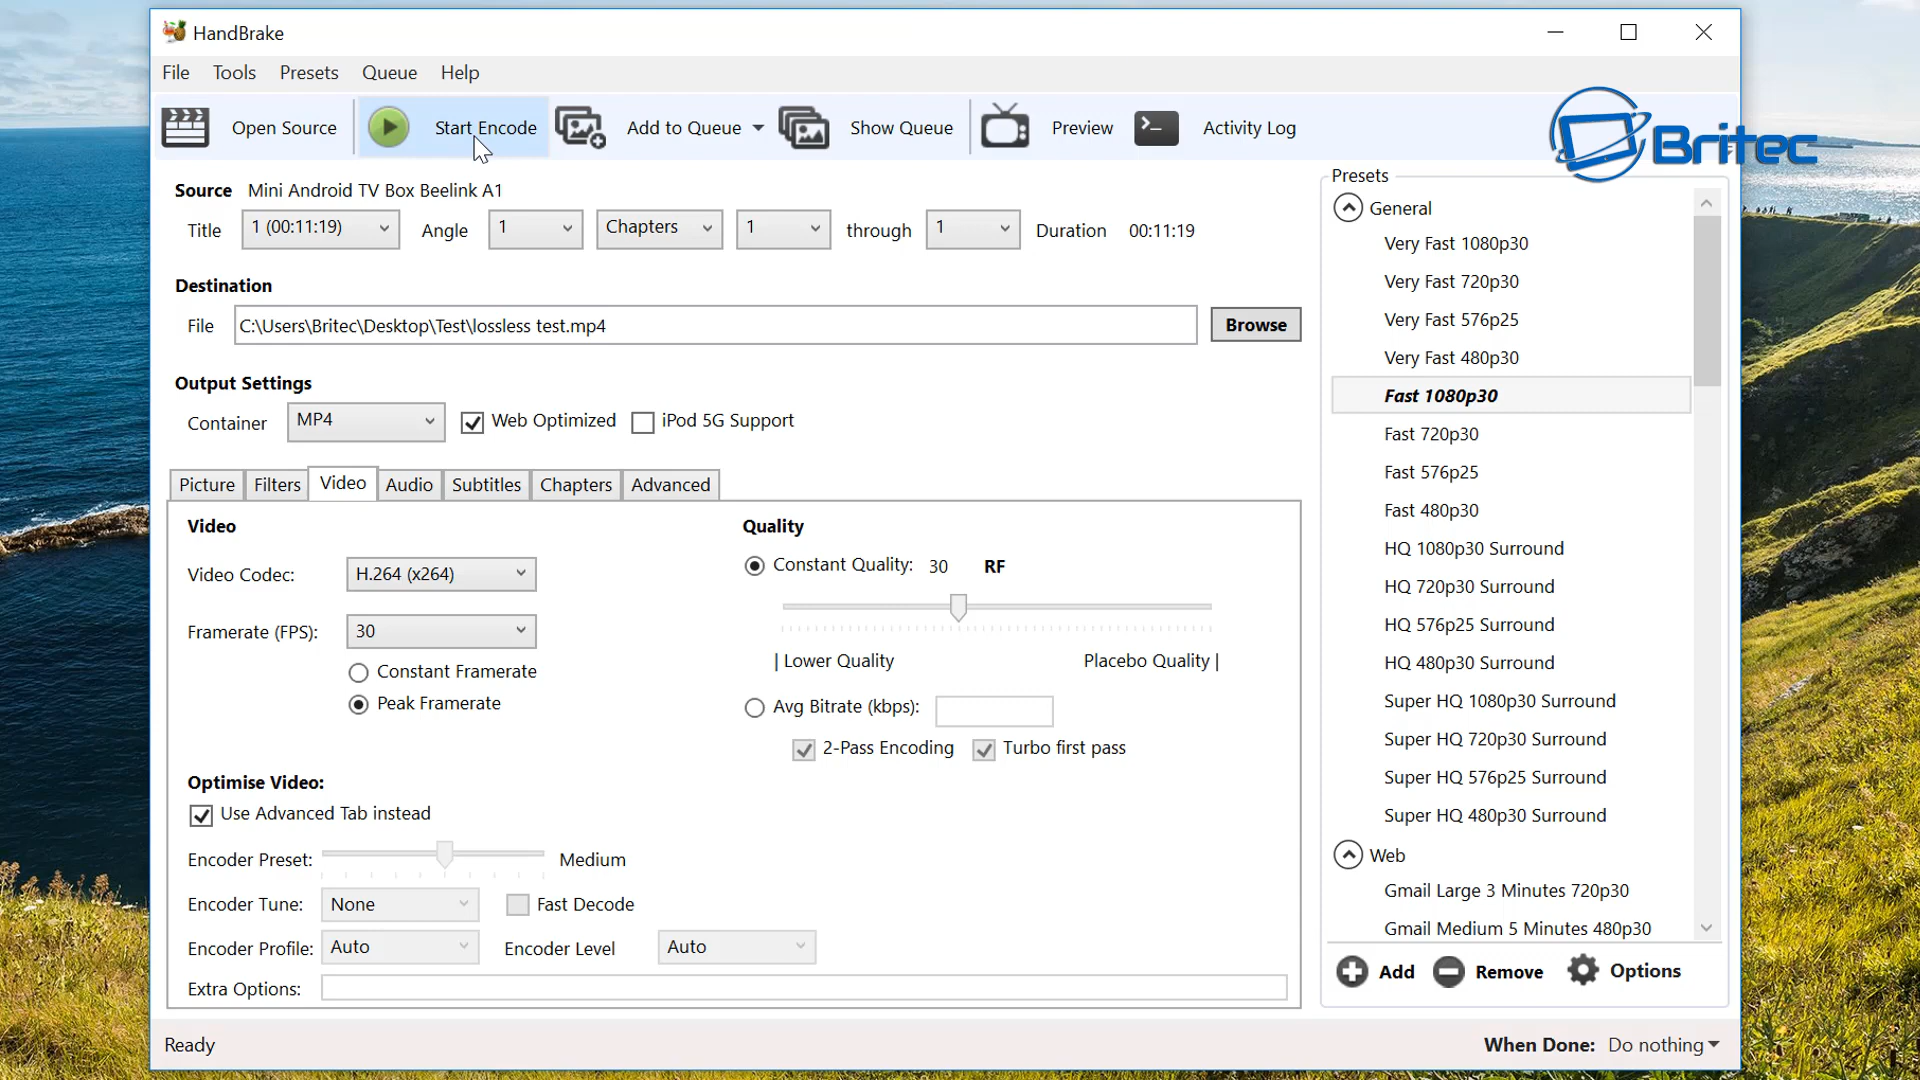 HandBrake
File Tools Presets Queue Help
Open Source Start Encode Add to Queue Show Queue Preview Activity Log
Britec
Source Mini Android TV Box Beelink A1
Title 1 (00:11:19) Angle 1 Chapters 1 through 1 Duration 00:11:19
Destination
File C:\Users\Britec\Desktop\Test\lossless test.mp4 Browse
Output Settings
Container MP4 Web Optimized iPod 5G Support
Picture Filters Video Audio Subtitles Chapters Advanced
Video
Video Codec: H.264 (x264)
Framerate (FPS): 30
Constant Framerate
Peak Framerate
Quality
Constant Quality: 30 RF
| Lower Quality Placebo Quality |
Avg Bitrate (kbps):
2-Pass Encoding Turbo first pass
Optimise Video:
Use Advanced Tab instead
Encoder Preset: Medium
Encoder Tune: None Fast Decode
Encoder Profile: Auto Encoder Level Auto
Extra Options:
Presets
General
Very Fast 1080p30
Very Fast 720p30
Very Fast 576p25
Very Fast 480p30
Fast 1080p30
Fast 720p30
Fast 576p25
Fast 480p30
HQ 1080p30 Surround
HQ 720p30 Surround
HQ 576p25 Surround
HQ 480p30 Surround
Super HQ 1080p30 Surround
Super HQ 720p30 Surround
Super HQ 576p25 Surround
Super HQ 480p30 Surround
Web
Gmail Large 3 Minutes 720p30
Gmail Medium 5 Minutes 480p30
Add Remove Options
Ready When Done: Do nothing